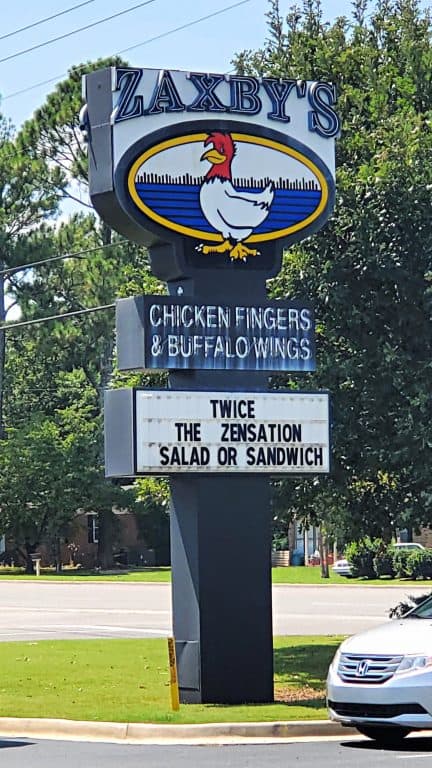 ZAXBY'S
CHICKEN FINGERS
& BUFFALO WINGS
TWICE
THE ZENSATION
SALAD OR SANDWICH